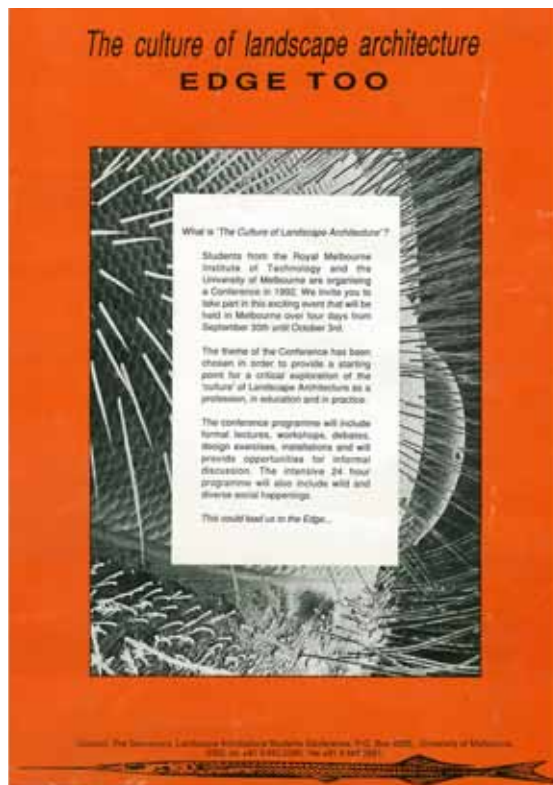 The culture of landscape architecture
EDGE TOO
What is 'The Culture of Landscape Architecture'?
Students from the Royal Melbourne
Institute of Technology and the
University of Melbourne are organising
a Conference in 1992. We invite you to
take part in this exciting event that will be
held in Melbourne over four days from
September 30th until October 3rd.
The theme of the Conference has been
chosen in order to provide a starting
point for a critical exploration of the
'culture' of Landscape Architecture as a
profession, in education and in practice.
The conference programme will include
formal lectures, workshops, debates,
design exercises, installations and will
provide opportunities for informal
discussion. The intensive 24 hour
programme will also include wild and
diverse social happenings.
This could lead us to the Edge...
Contact: The Secretary, Landscape Architecture Students Conference, P.O. Box University of Melbourne,